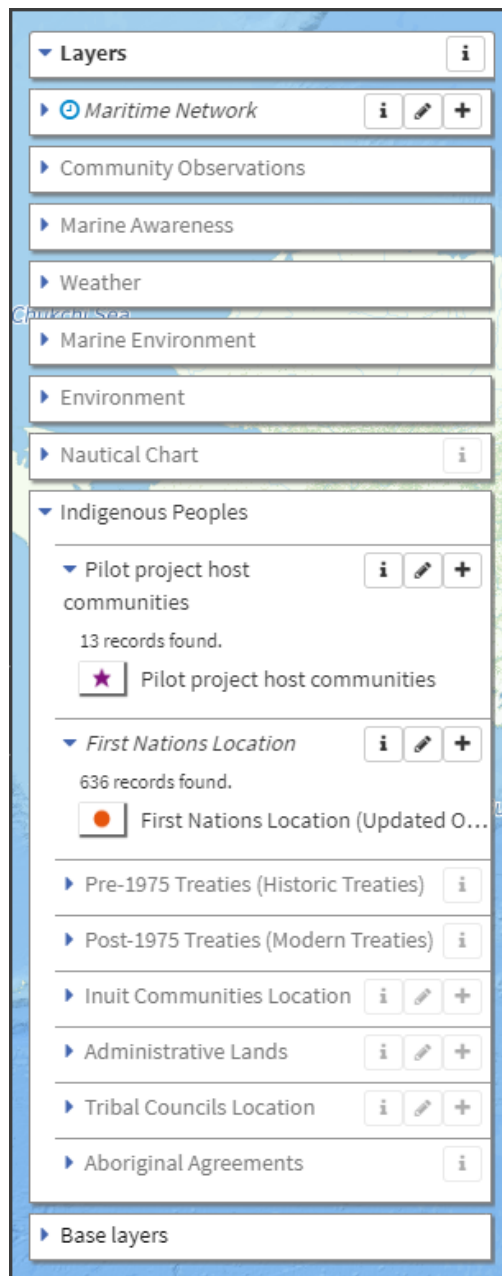 Layers i
Maritime Network i
Community Observations
Marine Awareness
Weather
Chukchi Sea
Marine Environment
Environment
Nautical Chart i
Indigenous Peoples
Pilot project host i
communities
13 records found.
Pilot project host communities
First Nations Location i
636 records found.
First Nations Location (Updated O...
Pre-1975 Treaties (Historic Treaties) i
Post-1975 Treaties (Modern Treaties) i
Inuit Communities Location i
Administrative Lands i
Tribal Councils Location i
Aboriginal Agreements i
Base layers